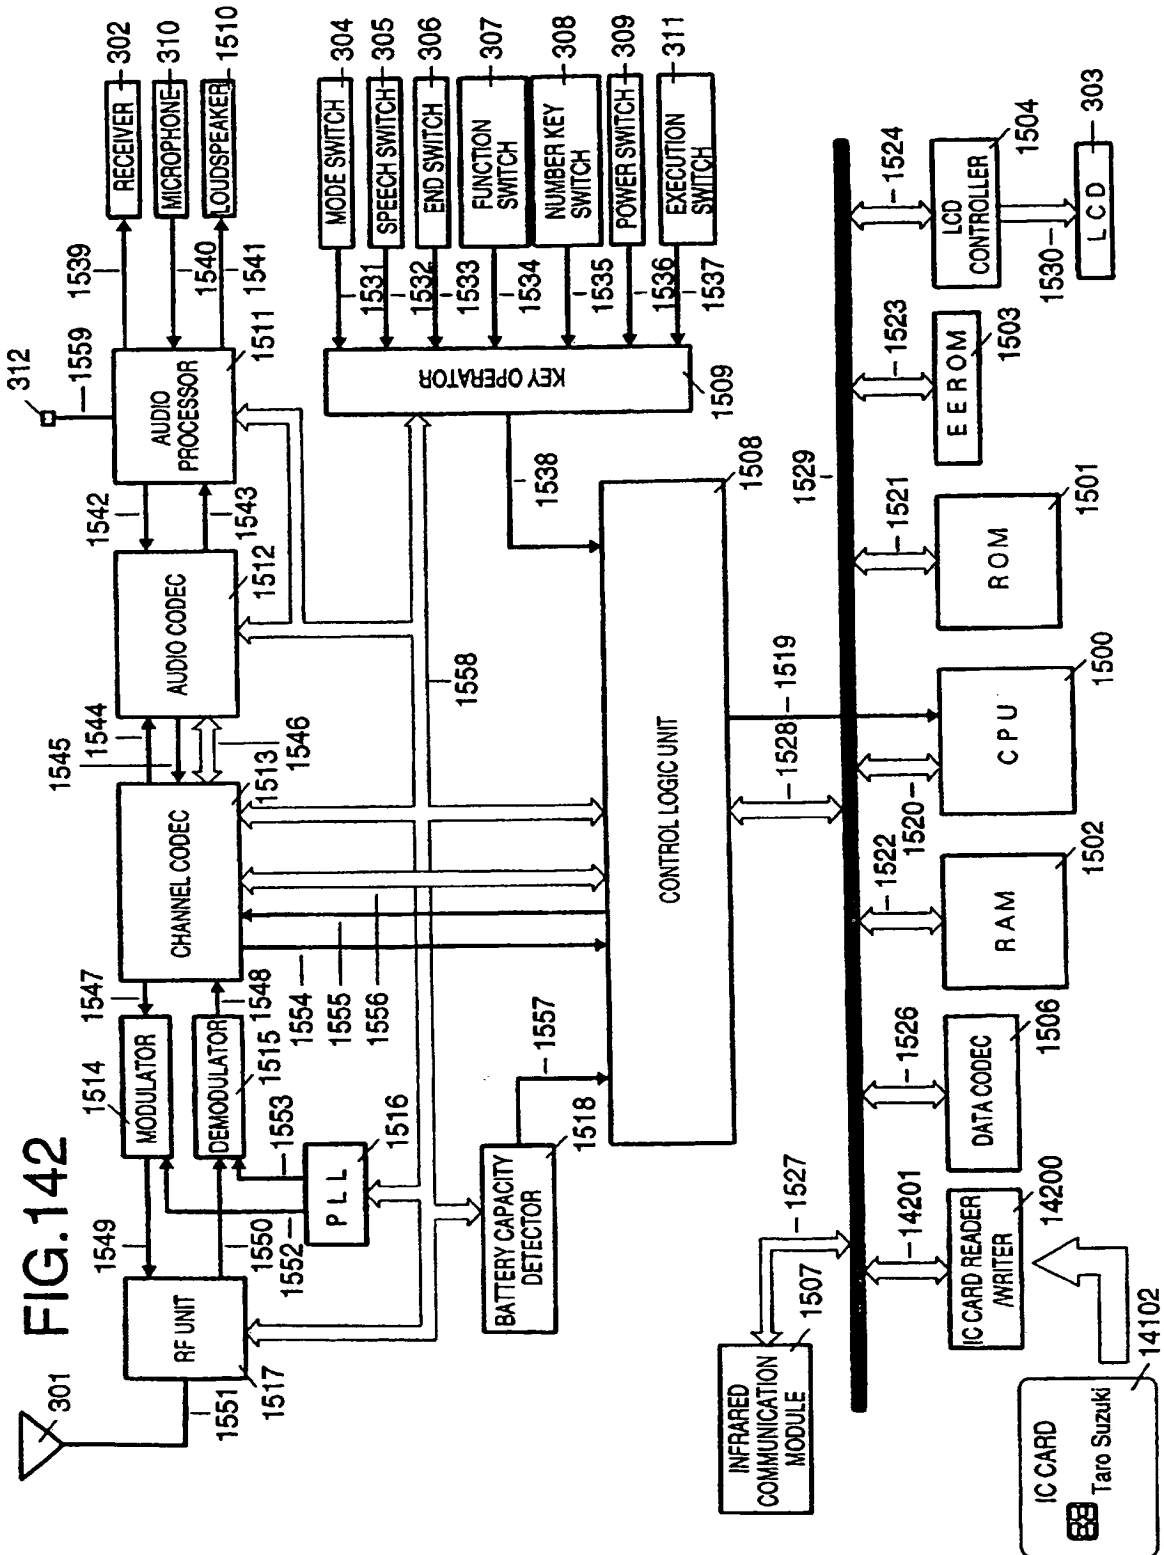 FIG.142
301
1551
RF UNIT
1517
1549
1550
1552
1514
MODULATOR
DEMODULATOR
1515
1553
PLL
1516
1547
1548
CHANNEL CODEC
1513
1545
1544
1546
1554
1555
1556
AUDIO CODEC
1512
1542
1543
AUDIO
PROCESSOR
1511
312
1559
1539
1540
1541
RECEIVER
302
MICROPHONE
310
LOUDSPEAKER
1510
MODE SWITCH
304
SPEECH SWITCH
305
END SWITCH
306
FUNCTION
SWITCH
307
NUMBER KEY
SWITCH
308
POWER SWITCH
309
EXECUTION
SWITCH
311
1531
1532
1533
1534
1535
1536
1537
KEY OPERATOR
1509
1538
1558
BATTERY CAPACITY
DETECTOR
1518
1557
CONTROL LOGIC UNIT
1508
1528
1519
1529
INFRARED
COMMUNICATION
MODULE
1507
1527
14201
1526
1522
1520
1521
1523
1524
IC CARD READER
/WRITER
14200
DATA CODEC
1506
RAM
1502
CPU
1500
ROM
1501
EEROM
1503
LCD
CONTROLLER
1504
1530
LCD
303
IC CARD
Taro Suzuki
14102